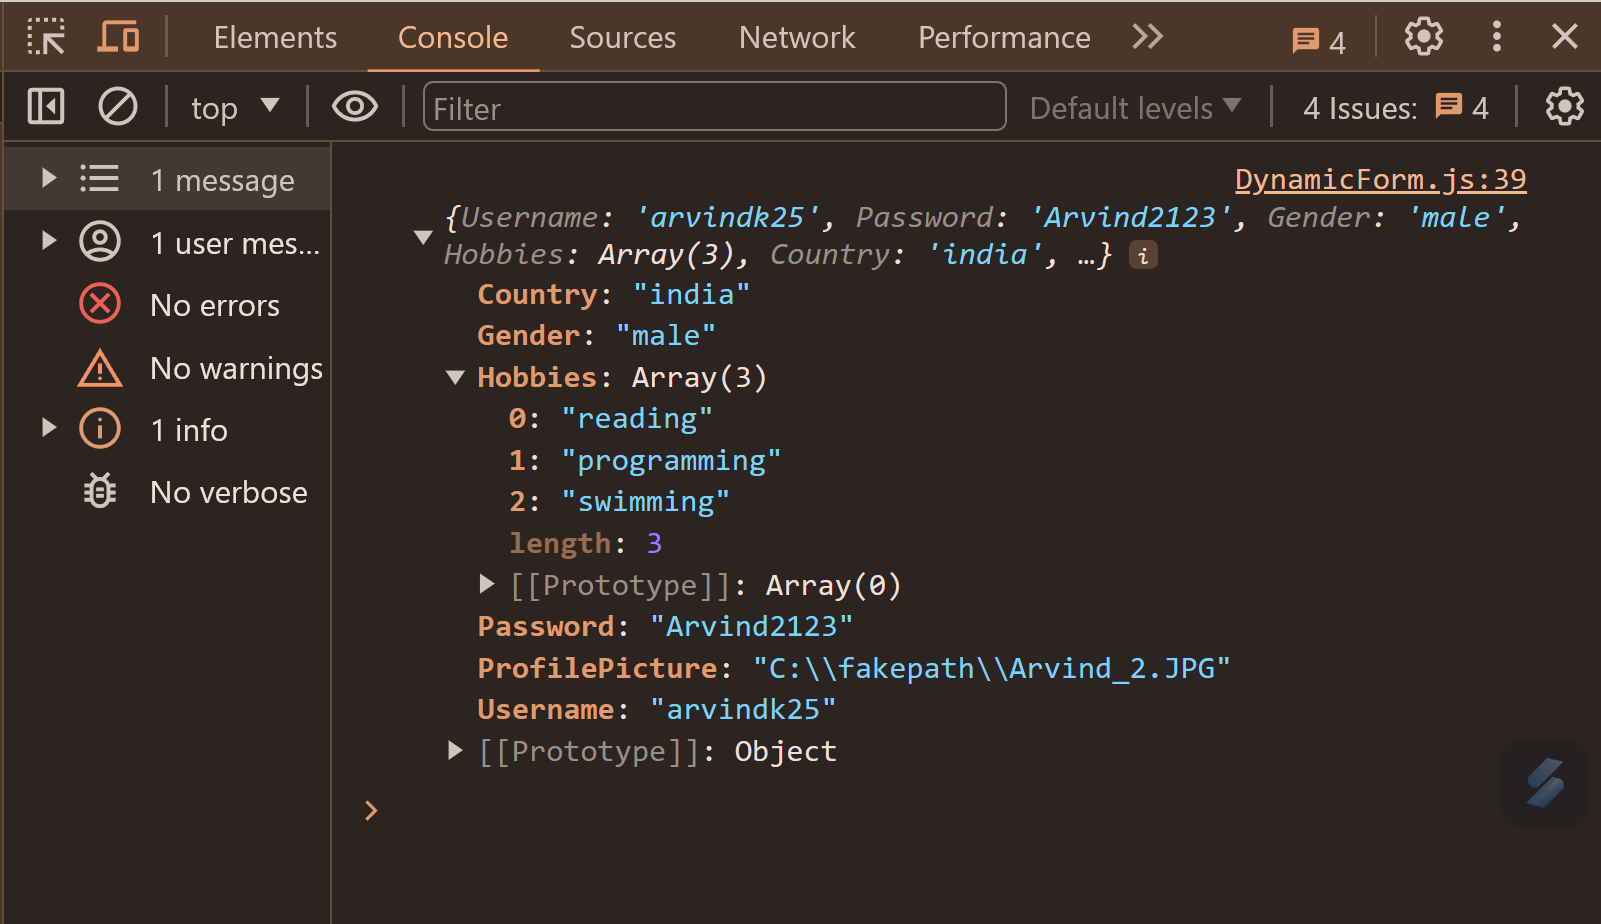 Elements Console Sources Network Performance 4
top Filter Default levels 4 Issues: 4
1 message
1 user mes...
No errors
No warnings
1 info
No verbose
DynamicForm.js:39
{Username: 'arvindk25', Password: 'Arvind2123', Gender: 'male',
Hobbies: Array(3), Country: 'india', …} i
Country: "india"
Gender: "male"
Hobbies: Array(3)
0: "reading"
1: "programming"
2: "swimming"
length: 3
[[Prototype]]: Array(0)
Password: "Arvind2123"
ProfilePicture: "C:\\fakepath\\Arvind_2.JPG"
Username: "arvindk25"
[[Prototype]]: Object